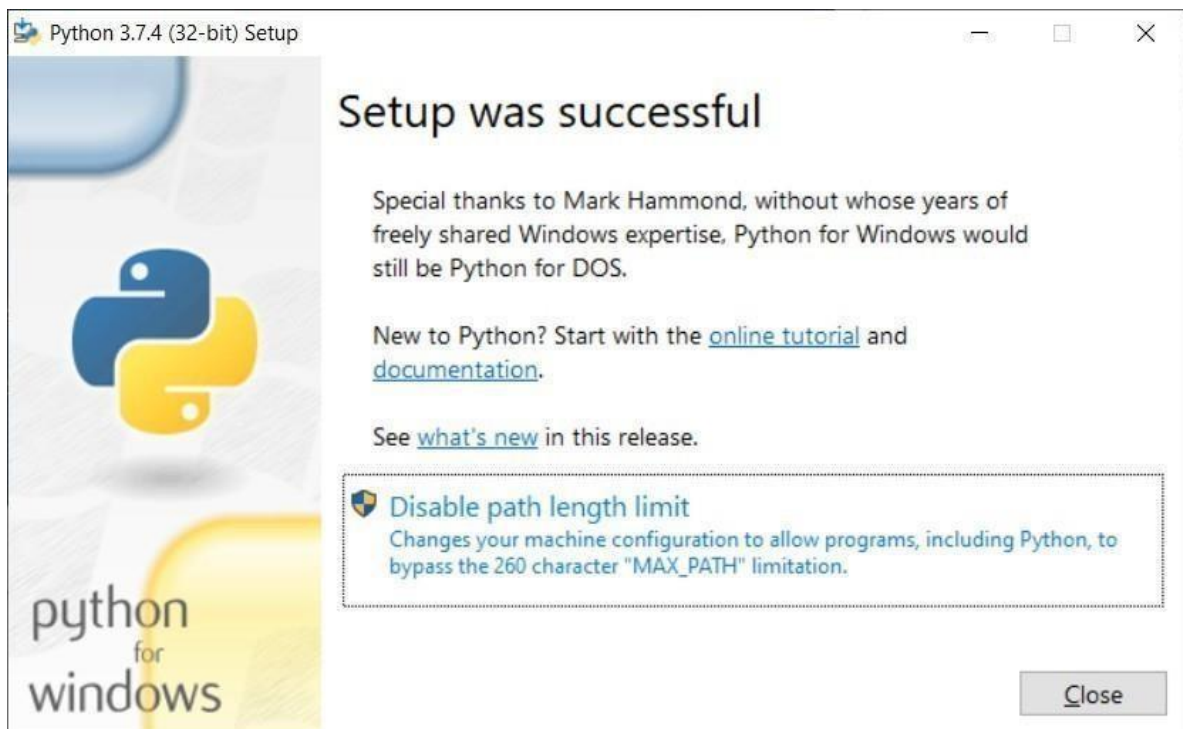 Python 3.7.4 (32-bit) Setup
Setup was successful
Special thanks to Mark Hammond, without whose years of
freely shared Windows expertise, Python for Windows would
still be Python for DOS.
New to Python? Start with the online tutorial and
documentation.
See what's new in this release.
Disable path length limit
Changes your machine configuration to allow programs, including Python, to
bypass the 260 character "MAX_PATH" limitation.
python
for
windows
Close